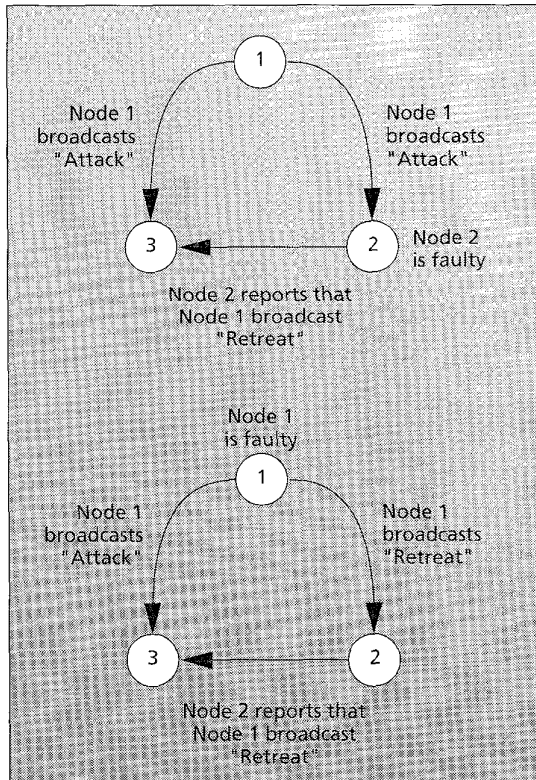 1
Node 1
broadcasts
"Attack"
Node 1
broadcasts
"Attack"
3
2
Node 2
is faulty
Node 2 reports that
Node 1 broadcast
"Retreat"
Node 1
is faulty
1
Node 1
broadcasts
"Attack"
Node 1
broadcasts
"Retreat"
3
2
Node 2 reports that
Node 1 broadcast
"Retreat"